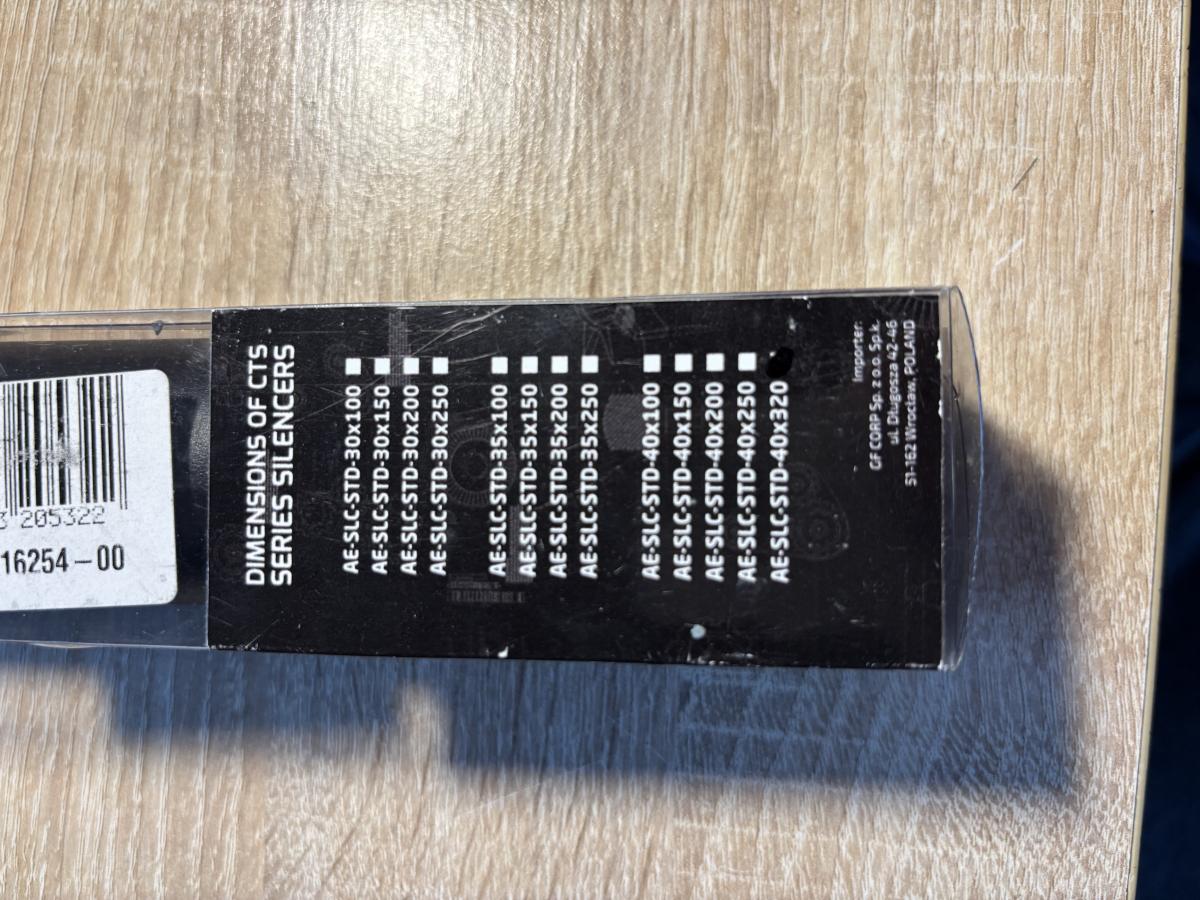 3 205322
16254-00
DIMENSIONS OF CTS
SERIES SILENCERS
AE-SLC-STD-30x100
AE-SLC-STD-30x150
AE-SLC-STD-30x200
AE-SLC-STD-30x250
AE-SLC-STD-35x100
AE-SLC-STD-35x150
AE-SLC-STD-35x200
AE-SLC-STD-35x250
AE-SLC-STD-40x100
AE-SLC-STD-40x150
AE-SLC-STD-40x200
AE-SLC-STD-40x250
AE-SLC-STD-40x320
Importer:
GF CORP Sp. z o.o. Sp.k.
ul. Długosza 42-46
51-162 Wrocław, POLAND